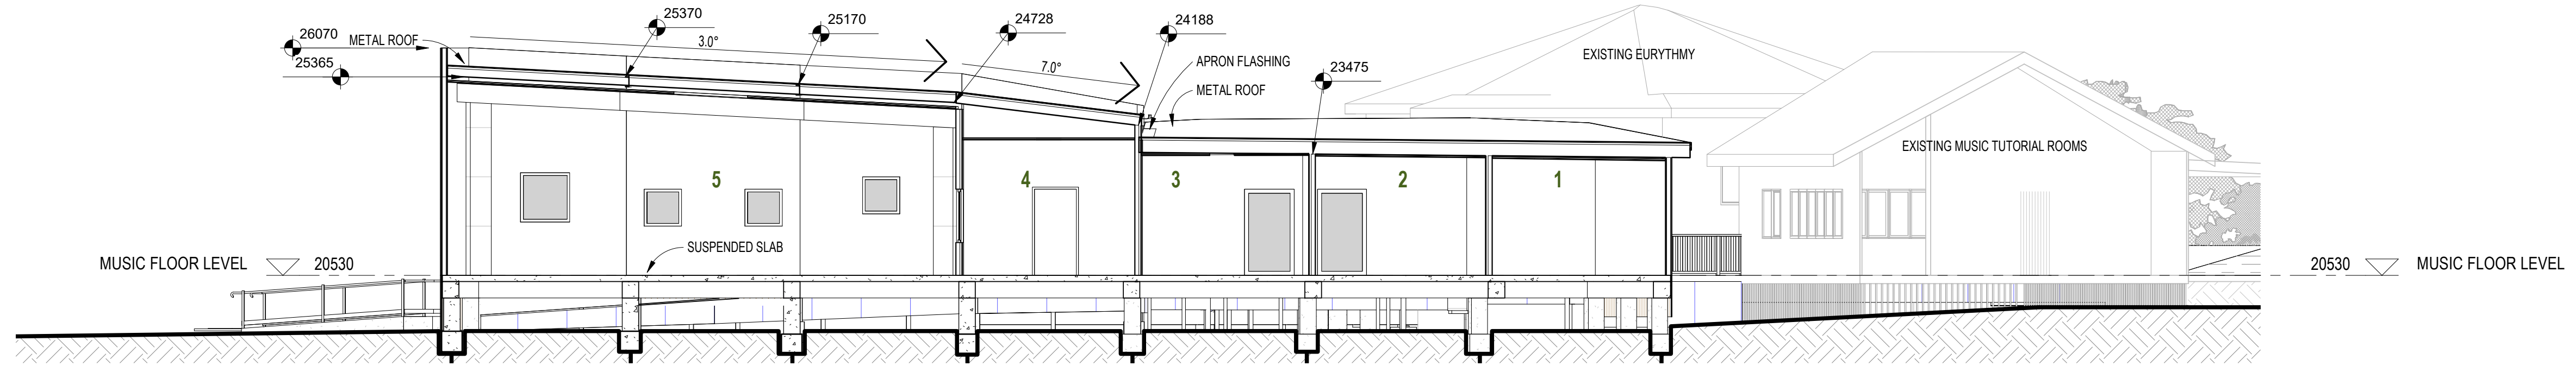 25370
25170
24728
24188
26070
METAL ROOF
3.0°
EXISTING EURYTHMY
25365
7.0°
APRON FLASHING
23475
METAL ROOF
EXISTING MUSIC TUTORIAL ROOMS
5
4
3
2
1
SUSPENDED SLAB
MUSIC FLOOR LEVEL 20530
20530 MUSIC FLOOR LEVEL